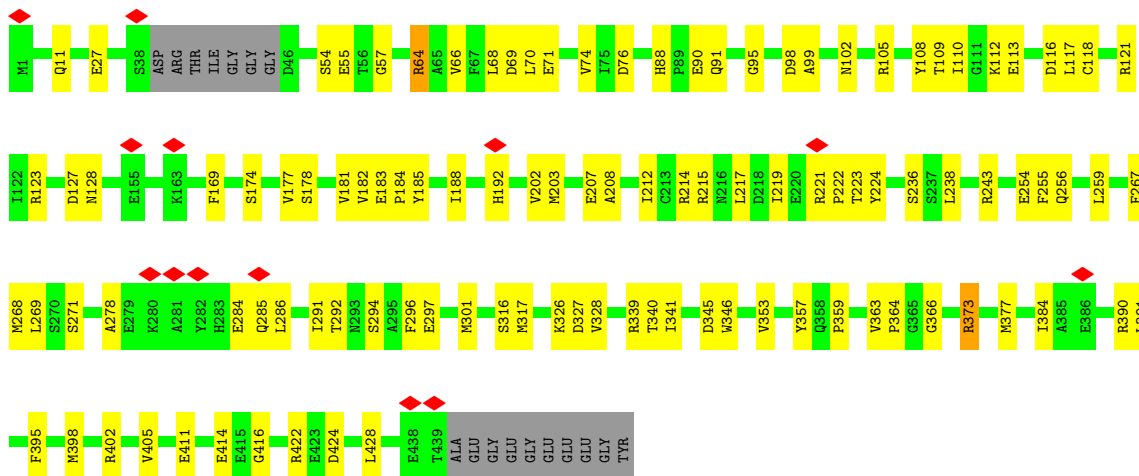 M1 Q11 E27 S38 ASP ARG THR ILE GLY GLY GLY D46 S54 E55 T56 G57 R64 A65 V66 F67 L68 D69 L70 E71 V74 I75 D76 H88 P89 E90 Q91 G95 D98 A99 N102 R105 Y108 T109 I110 G111 K112 E113 D116 L117 C118 R121
I122 R123 D127 N128 E155 K163 F169 S174 V177 S178 V181 V182 E183 P184 Y185 I188 H192 V202 M203 E207 A208 I212 C213 R214 R215 N216 L217 D218 I219 E220 R221 P222 T223 Y224 S236 S237 L238 R243 E254 F255 Q256 L259 F267
M268 L269 S270 S271 A278 E279 K280 A281 Y282 H283 E284 Q285 L286 I291 T292 N293 S294 A295 F296 E297 M301 S316 M317 K326 D327 V328 R339 T340 I341 D345 W346 V353 Y357 Q358 P359 V363 P364 G365 G366 R373 M377 I384 A385 E386 R390
F395 M398 R402 V405 E411 E414 E415 G416 R422 E423 D424 L428 E438 T439 ALA GLU GLY GLU GLY GLU GLU GLU GLY TYR